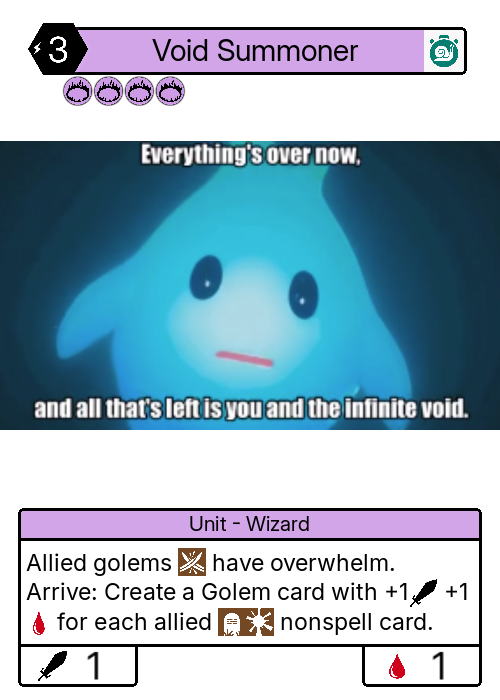 3
Void Summoner
Everything's over now,
and all that's left is you and the infinite void.
Unit - Wizard
Allied golems have overwhelm.
Arrive: Create a Golem card with +1 +1
for each allied nonspell card.
1
1